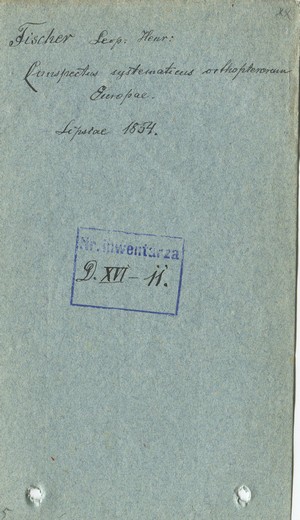 Fischer Leop. Henr:
Conspectus systematicus orthopterorum
Europae.
Lipsiae 1854.
Nr. inwentarza
D. XVI – 11.